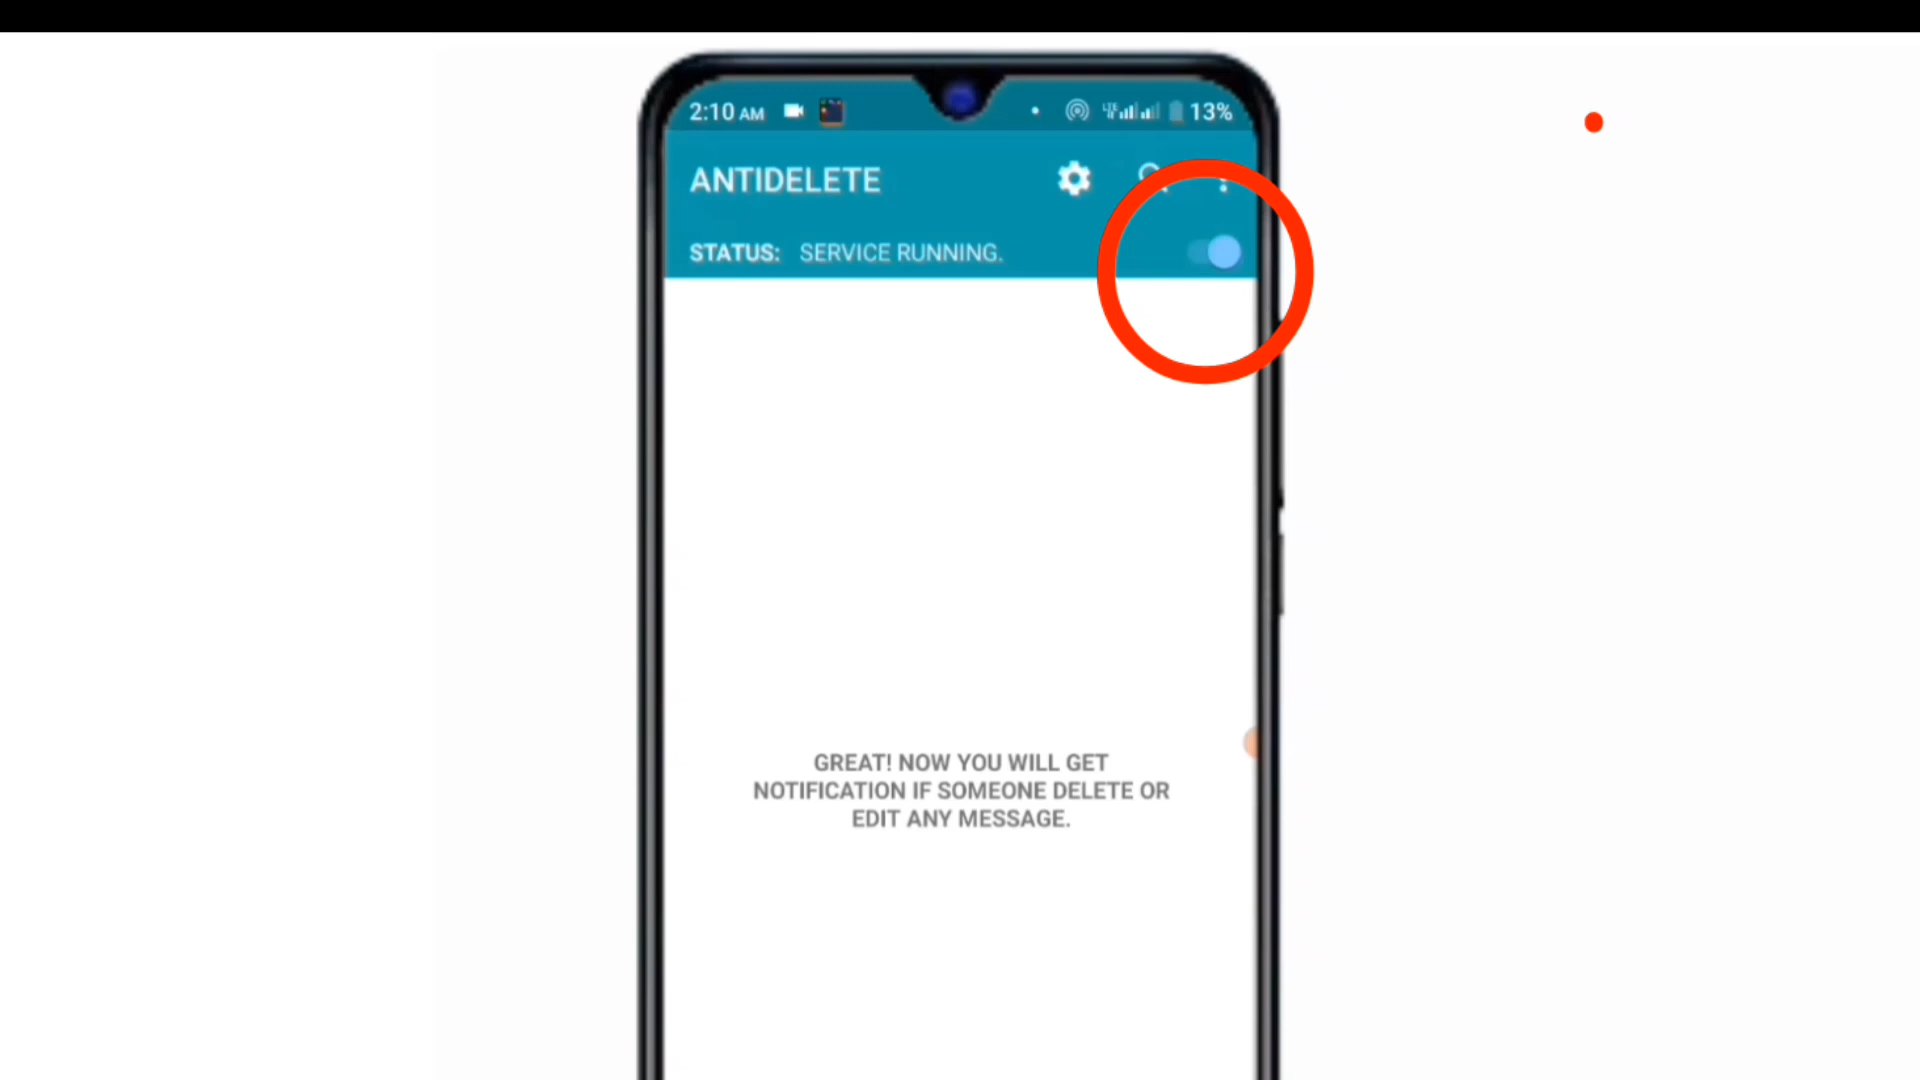 2:10 AM 13%
ANTIDELETE
STATUS: SERVICE RUNNING.
GREAT! NOW YOU WILL GET
NOTIFICATION IF SOMEONE DELETE OR
EDIT ANY MESSAGE.